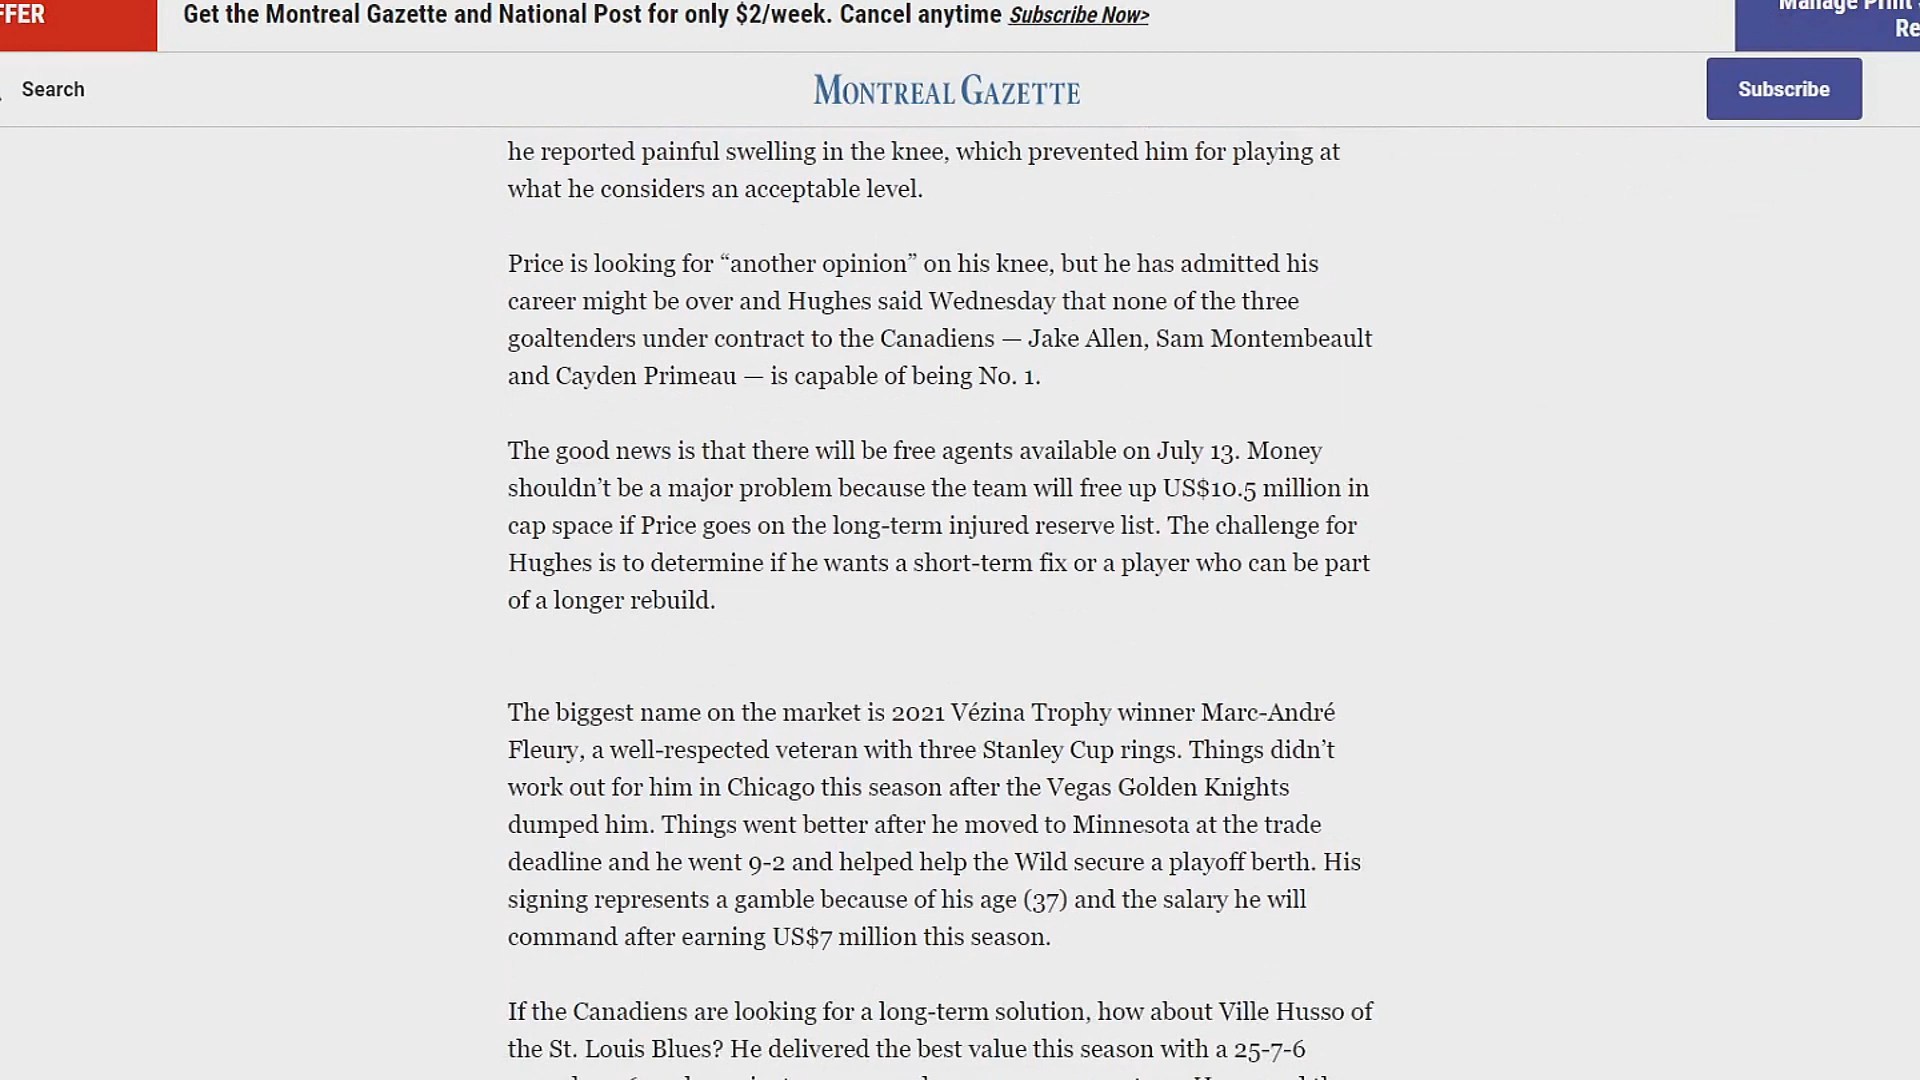 FFER
Get the Montreal Gazette and National Post for only $2/week. Cancel anytime Subscribe Now>
Manage Print
Re
Search
MONTREAL GAZETTE
Subscribe
he reported painful swelling in the knee, which prevented him for playing at
what he considers an acceptable level.
Price is looking for “another opinion” on his knee, but he has admitted his
career might be over and Hughes said Wednesday that none of the three
goaltenders under contract to the Canadiens — Jake Allen, Sam Montembeault
and Cayden Primeau — is capable of being No. 1.
The good news is that there will be free agents available on July 13. Money
shouldn’t be a major problem because the team will free up US$10.5 million in
cap space if Price goes on the long-term injured reserve list. The challenge for
Hughes is to determine if he wants a short-term fix or a player who can be part
of a longer rebuild.
The biggest name on the market is 2021 Vézina Trophy winner Marc-André
Fleury, a well-respected veteran with three Stanley Cup rings. Things didn’t
work out for him in Chicago this season after the Vegas Golden Knights
dumped him. Things went better after he moved to Minnesota at the trade
deadline and he went 9-2 and helped help the Wild secure a playoff berth. His
signing represents a gamble because of his age (37) and the salary he will
command after earning US$7 million this season.
If the Canadiens are looking for a long-term solution, how about Ville Husso of
the St. Louis Blues? He delivered the best value this season with a 25-7-6